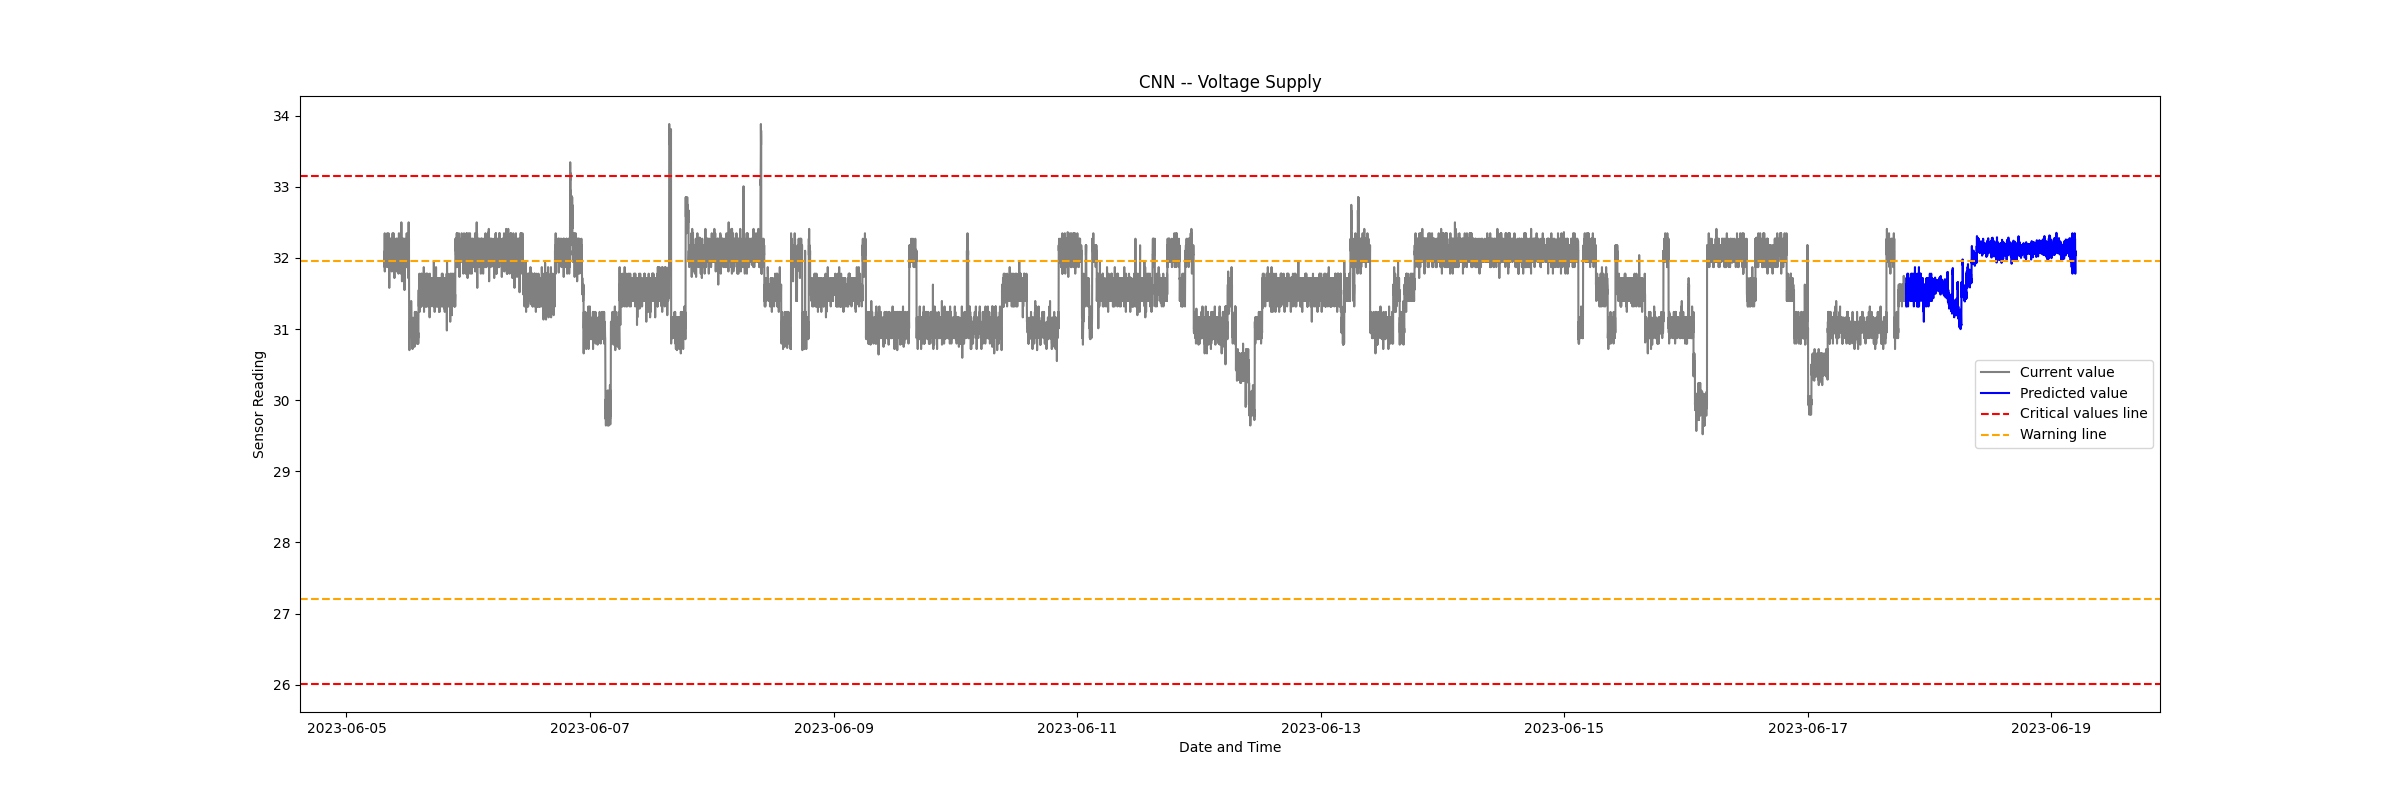 CNN -- Voltage Supply
34
33
32
31
30
29
28
27
26
Sensor Reading
Current value
Predicted value
Critical values line
Warning line
2023-06-05 2023-06-07 2023-06-09 2023-06-11 2023-06-13 2023-06-15 2023-06-17 2023-06-19
Date and Time